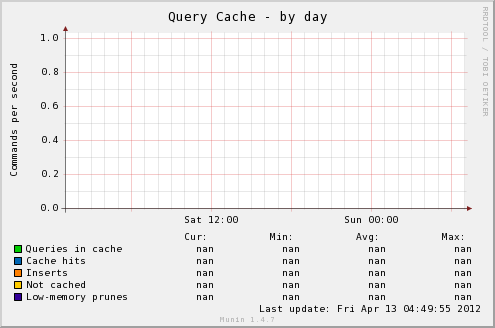 Query Cache - by day
RRDTOOL / TOBI OETIKER
Commands per second
1.0
0.8
0.6
0.4
0.2
0.0
Sat 12:00 Sun 00:00
Cur: Min: Avg: Max:
Queries in cache nan nan nan nan
Cache hits nan nan nan nan
Inserts nan nan nan nan
Not cached nan nan nan nan
Low-memory prunes nan nan nan nan
Last update: Fri Apr 13 04:49:55 2012
Munin 1.4.7